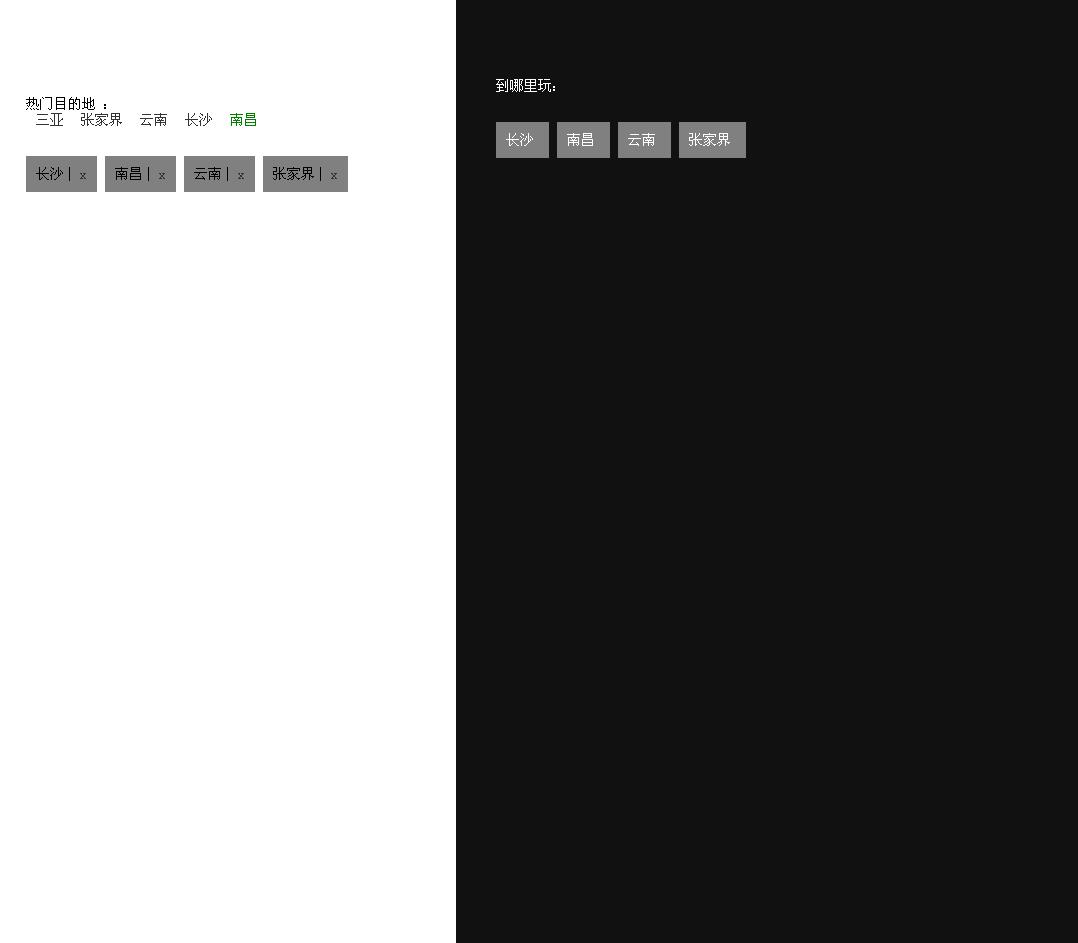 热门目的地 ：
三亚 张家界 云南 长沙 南昌
长沙 | x 南昌 | x 云南 | x 张家界 | x
到哪里玩：
长沙 南昌 云南 张家界